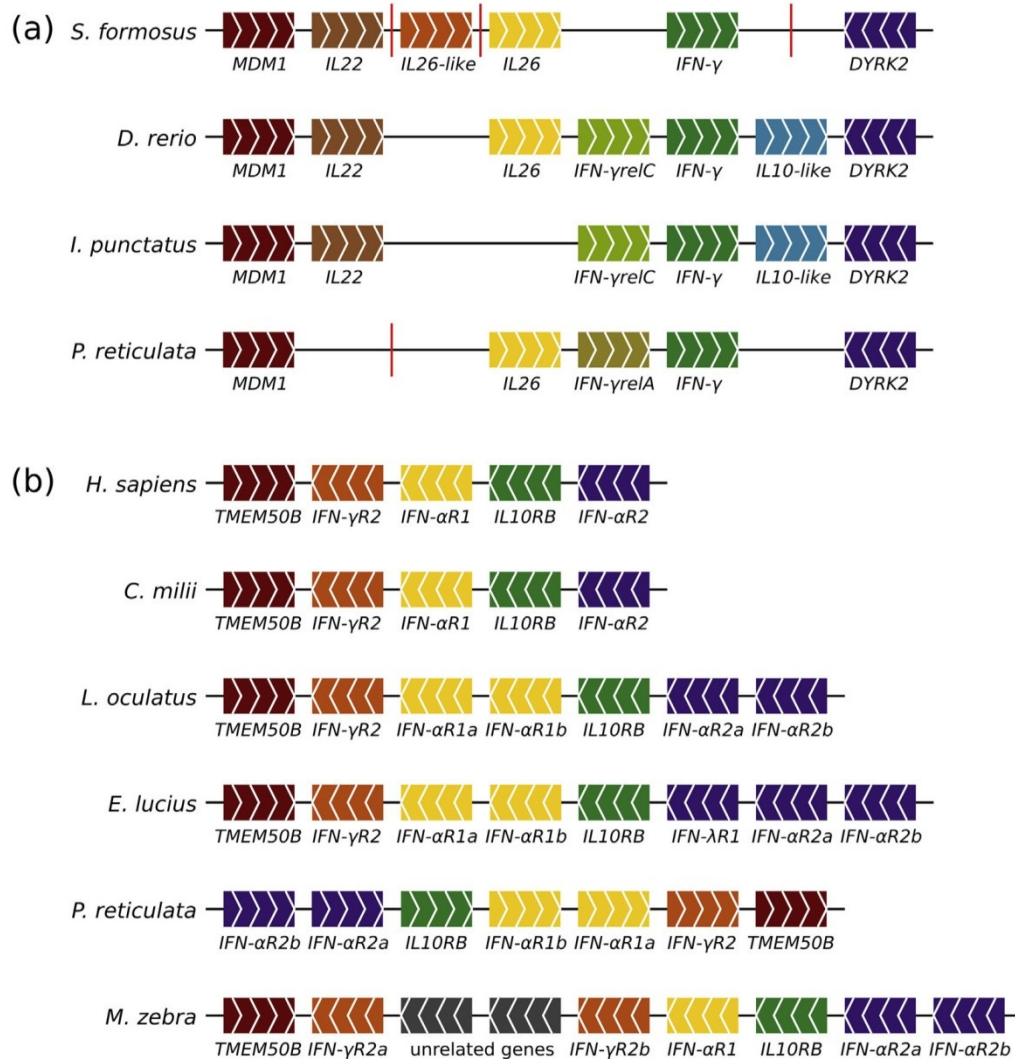 (a)
S. formosus
MDM1 IL22 IL26-like IL26 IFN-γ DYRK2
D. rerio
MDM1 IL22 IL26 IFN-γrelC IFN-γ IL10-like DYRK2
I. punctatus
MDM1 IL22 IFN-γrelC IFN-γ IL10-like DYRK2
P. reticulata
MDM1 IL26 IFN-γrelA IFN-γ DYRK2
(b)
H. sapiens
TMEM50B IFN-γR2 IFN-αR1 IL10RB IFN-αR2
C. milii
TMEM50B IFN-γR2 IFN-αR1 IL10RB IFN-αR2
L. oculatus
TMEM50B IFN-γR2 IFN-αR1a IFN-αR1b IL10RB IFN-αR2a IFN-αR2b
E. lucius
TMEM50B IFN-γR2 IFN-αR1a IFN-αR1b IL10RB IFN-λR1 IFN-αR2a IFN-αR2b
P. reticulata
IFN-αR2b IFN-αR2a IL10RB IFN-αR1b IFN-αR1a IFN-γR2 TMEM50B
M. zebra
TMEM50B IFN-γR2a unrelated genes IFN-γR2b IFN-αR1 IL10RB IFN-αR2a IFN-αR2b